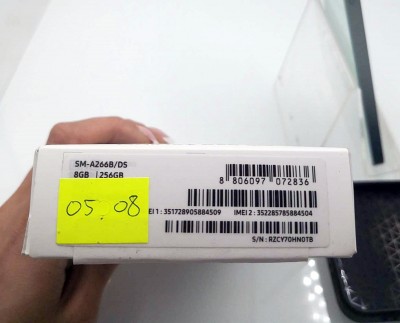 SM-A266B/DS
8GB | 256GB
8 806097 072836
05.08
EI 1 : 351728905884509 IMEI 2 : 352285785884504
S/N : RZCY70HN0TB